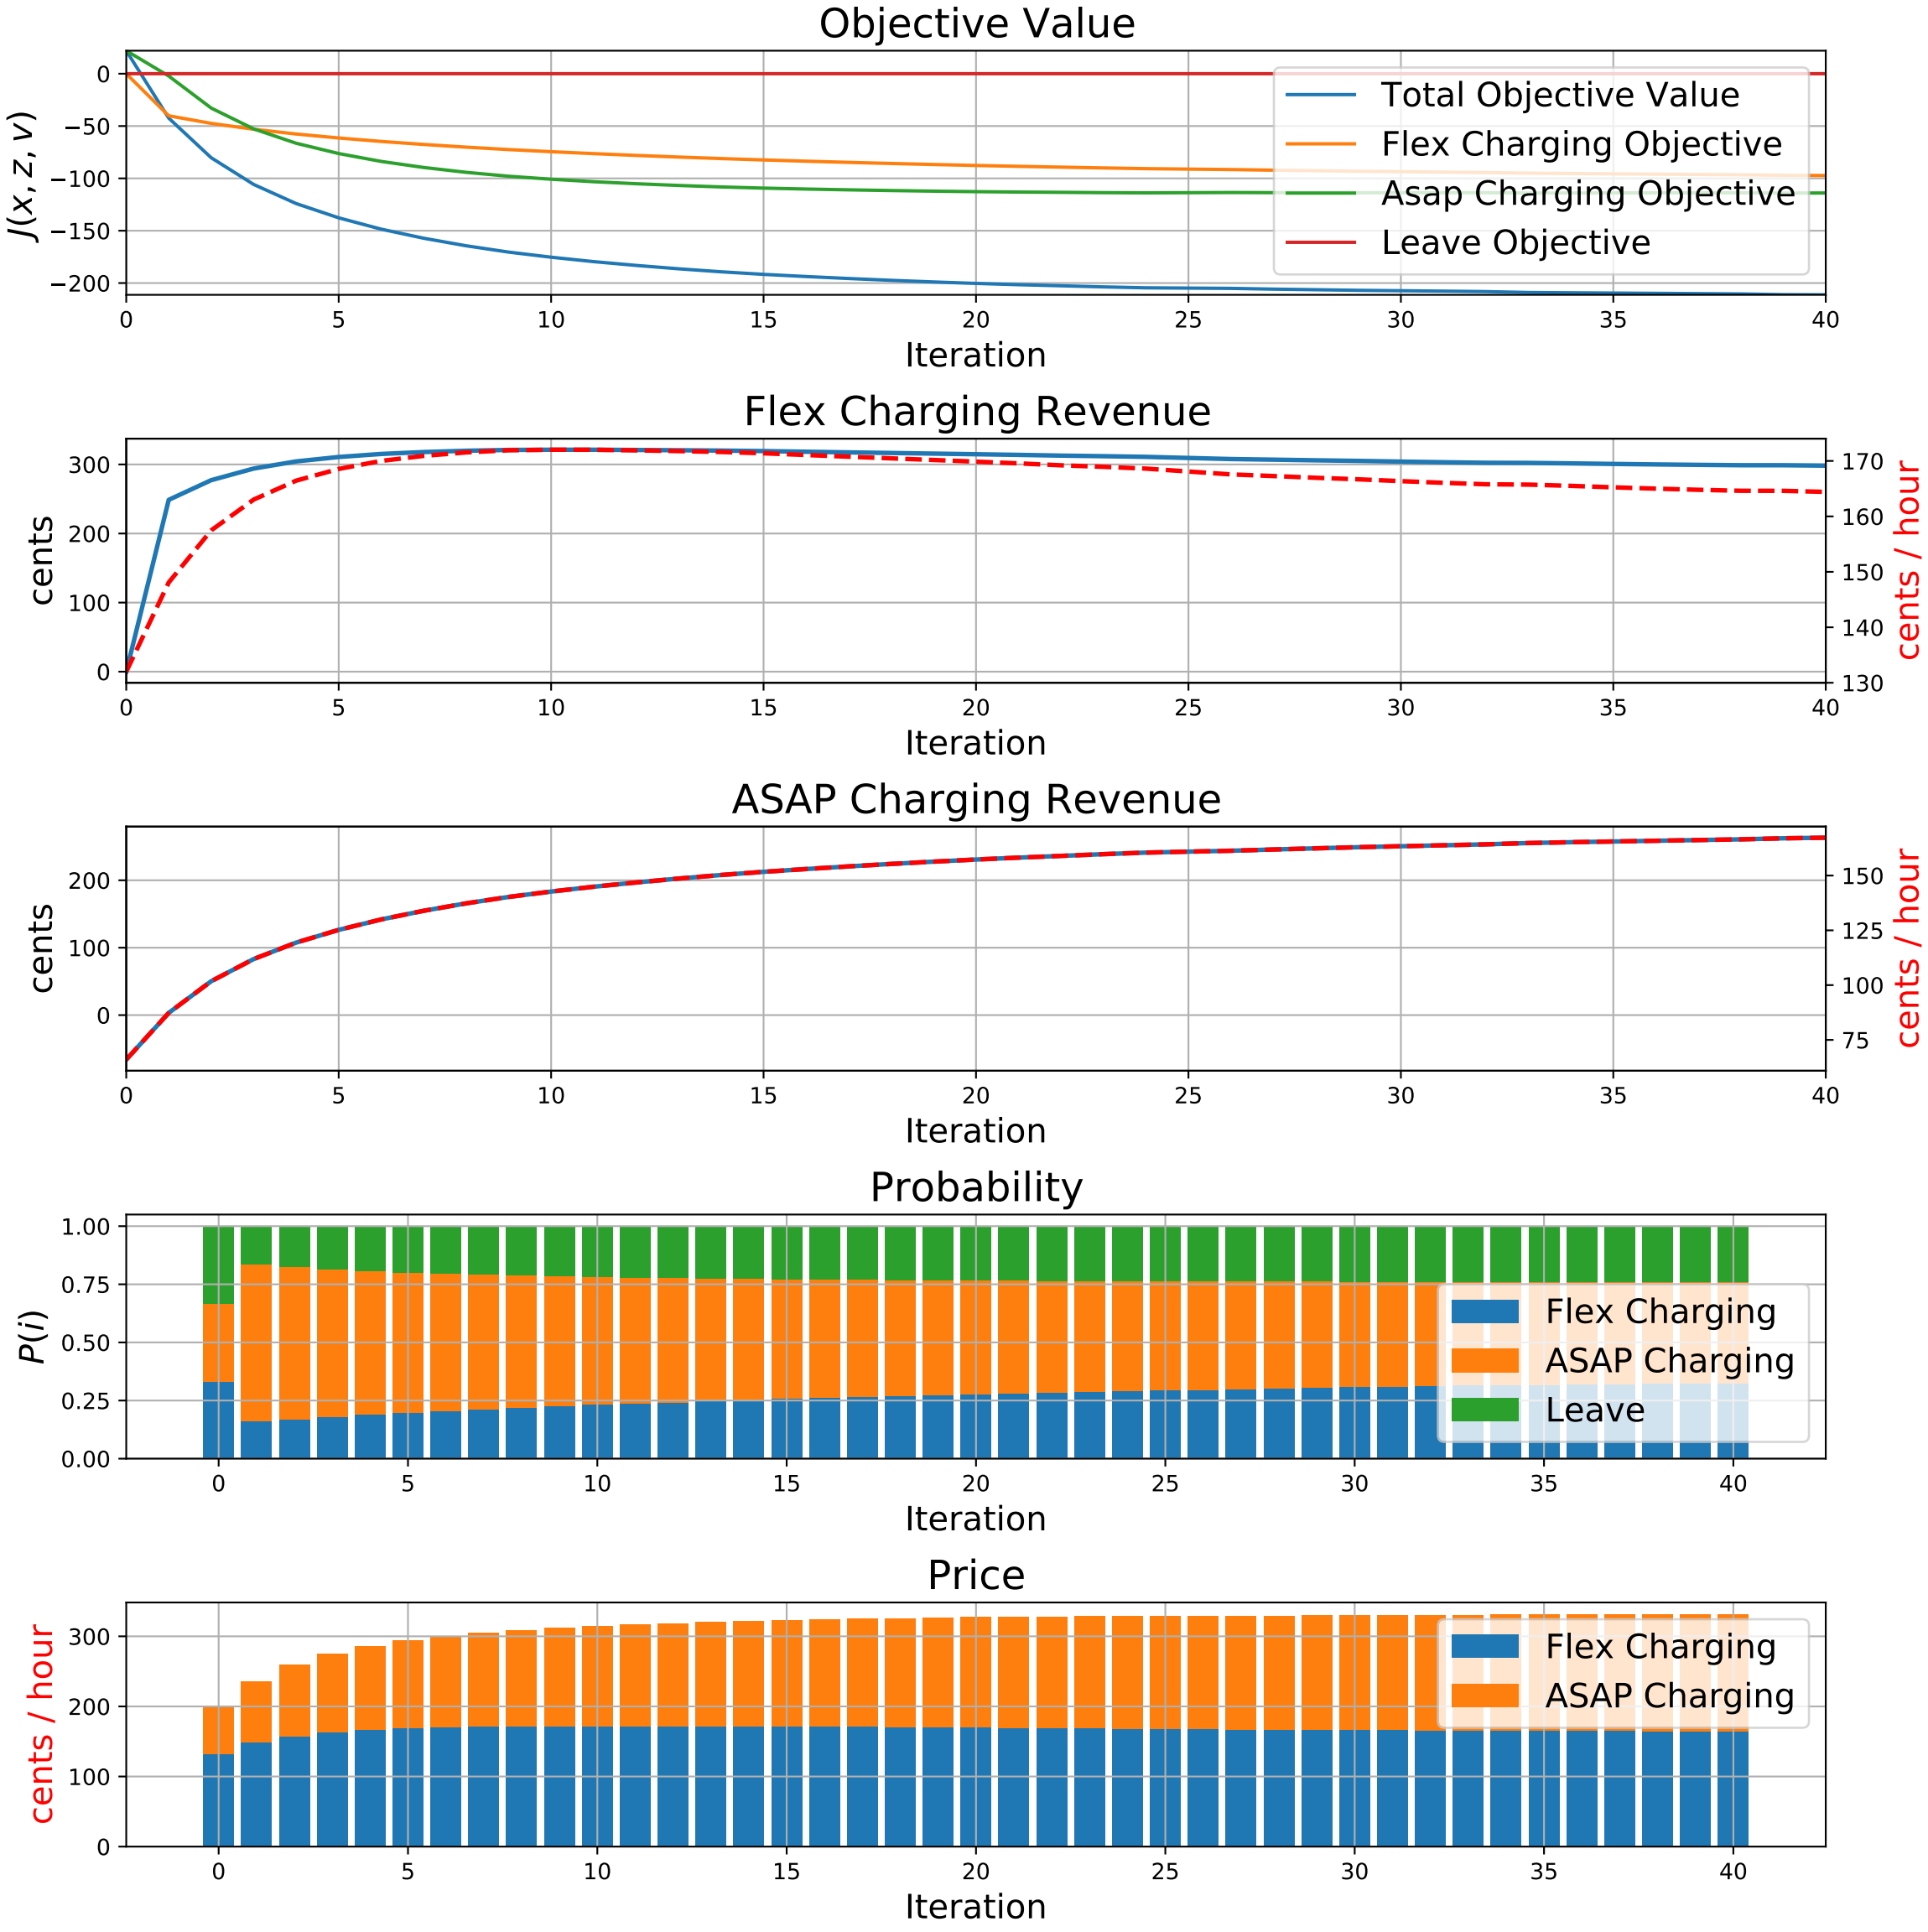 Objective Value
0
−50
−100
−150
−200
J(x, z, v)
Total Objective Value
Flex Charging Objective
Asap Charging Objective
Leave Objective
0 5 10 15 20 25 30 35 40
Iteration
Flex Charging Revenue
300
200
100
0
cents
170
160
150
140
130
cents / hour
0 5 10 15 20 25 30 35 40
Iteration
ASAP Charging Revenue
200
100
0
cents
150
125
100
75
cents / hour
0 5 10 15 20 25 30 35 40
Iteration
Probability
1.00
0.75
0.50
0.25
0.00
P(i)
Flex Charging
ASAP Charging
Leave
0 5 10 15 20 25 30 35 40
Iteration
Price
300
200
100
0
cents / hour
Flex Charging
ASAP Charging
0 5 10 15 20 25 30 35 40
Iteration